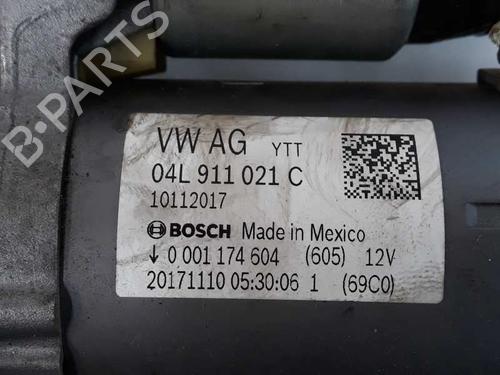 B-PARTS
VW AG YTT
04L 911 021 C
10112017
BOSCH Made in Mexico
↓ 0 001 174 604 (605) 12V
20171110 05:30:06 1 (69C0)